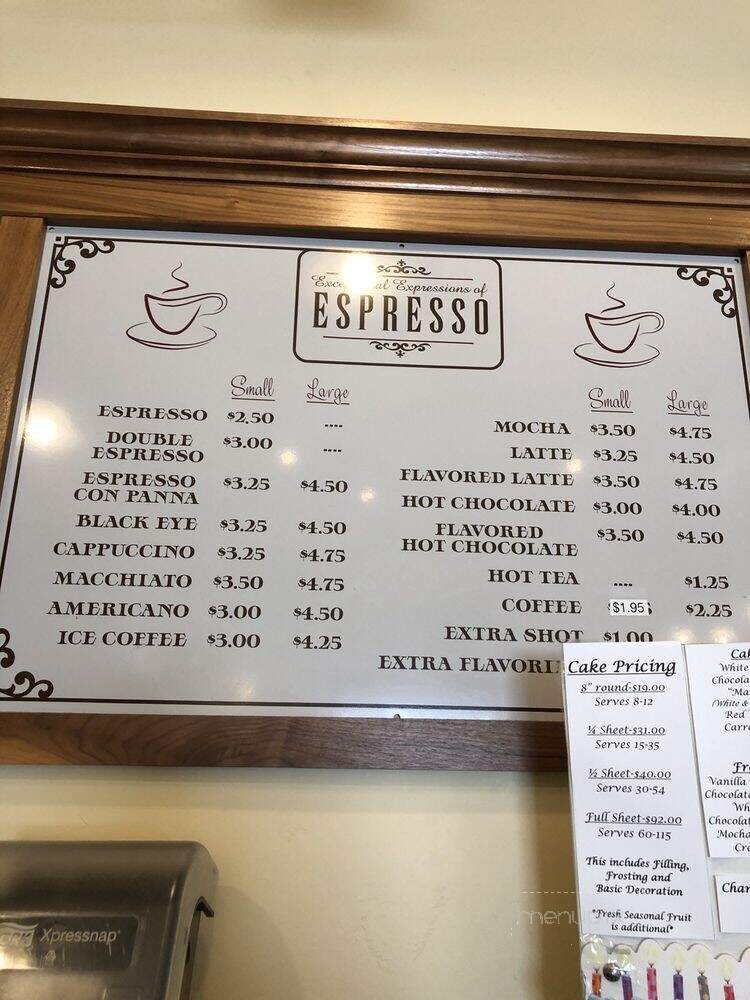 Expressions of
ESPRESSO
Small Large
ESPRESSO $2.50 ----
DOUBLE
ESPRESSO $3.00 ----
ESPRESSO
CON PANNA $3.25 $4.50
BLACK EYE $3.25 $4.50
CAPPUCCINO $3.25 $4.75
MACCHIATO $3.50 $4.75
AMERICANO $3.00 $4.50
ICE COFFEE $3.00 $4.25
Small Large
MOCHA $3.50 $4.75
LATTE $3.25 $4.50
FLAVORED LATTE $3.50 $4.75
HOT CHOCOLATE $3.00 $4.00
FLAVORED
HOT CHOCOLATE $3.50 $4.50
HOT TEA ---- $1.25
COFFEE $1.95 $2.25
EXTRA SHOT $1.00
EXTRA
Cake Pricing
8" round-$19.00
Serves 8-12
¼ Sheet-$31.00
Serves 15-35
½ Sheet-$40.00
Serves 30-54
Full Sheet-$92.00
Serves 60-115
This includes Filling,
Frosting and
Basic Decoration
*Fresh Seasonal Fruit
is additional*
White
(White &
Red
Vanilla
Mocha
Xpressnap
menu